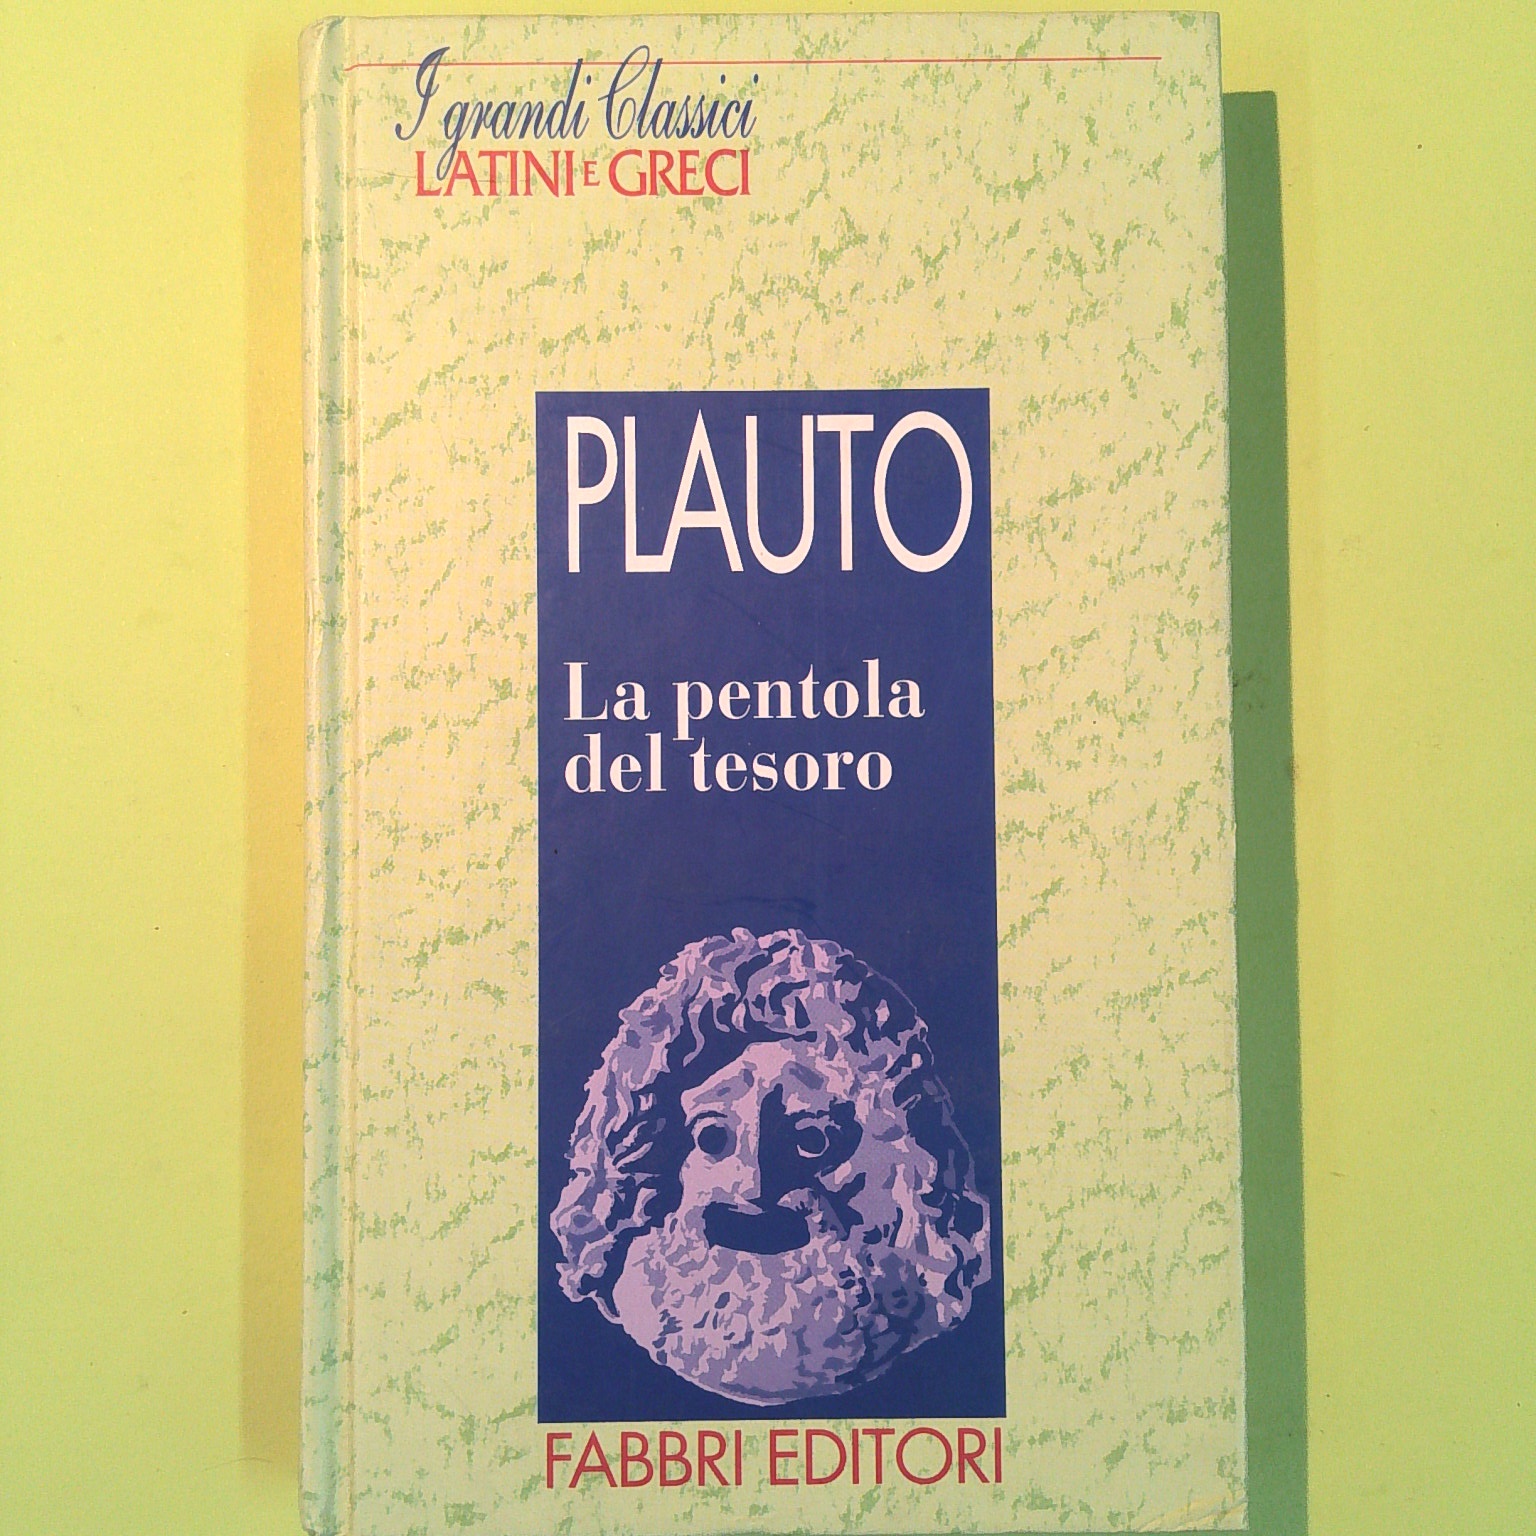 I grandi Classici
LATINI E GRECI
PLAUTO
La pentola
del tesoro
FABBRI EDITORI